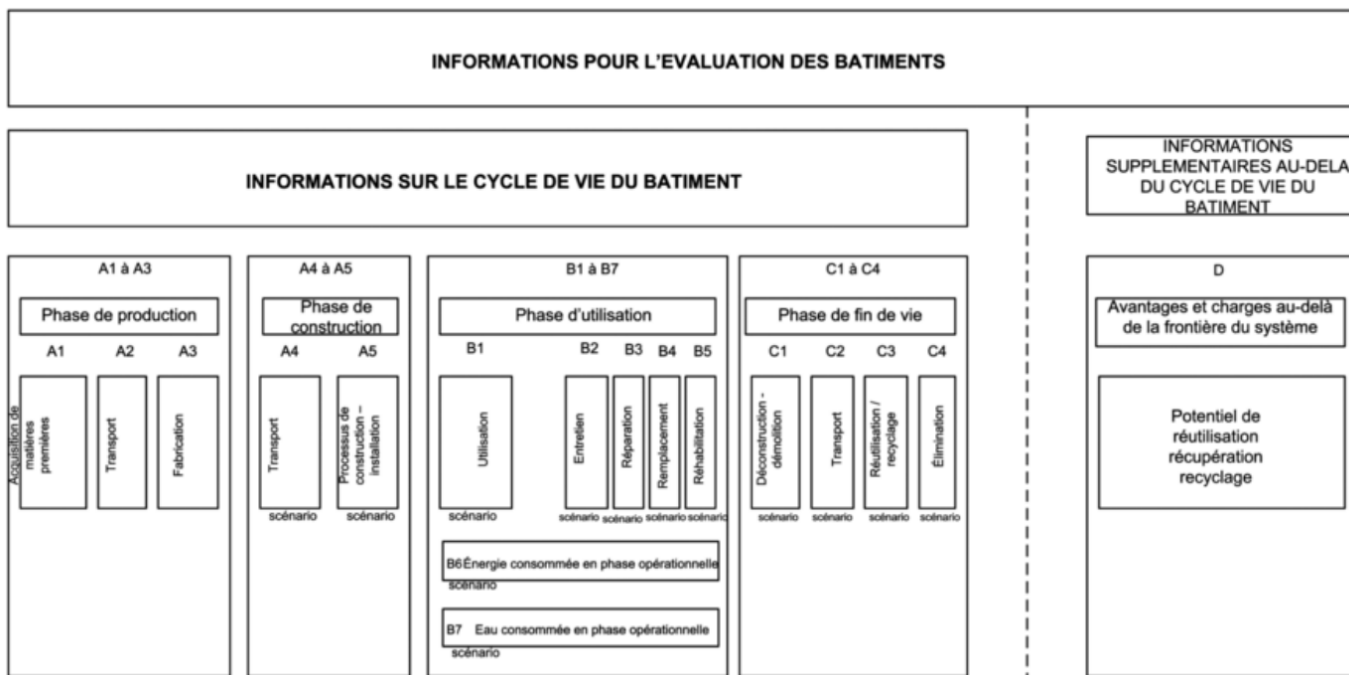 INFORMATIONS POUR L'EVALUATION DES BATIMENTS
INFORMATIONS SUR LE CYCLE DE VIE DU BATIMENT
INFORMATIONS
SUPPLEMENTAIRES AU-DELA
DU CYCLE DE VIE DU
BATIMENT
A1 à A3
Phase de production
A1
A2
A3
Acquisition de
matières
premières
Transport
Fabrication
A4 à A5
Phase de
construction
A4
A5
Transport
Processus de
construction –
installation
scénario
scénario
B1 à B7
Phase d'utilisation
B1
B2
B3
B4
B5
Utilisation
Entretien
Réparation
Remplacement
Réhabilitation
scénario
scénario
scénario
scénario
scénario
B6 Énergie consommée en phase opérationnelle
scénario
B7 Eau consommée en phase opérationnelle
scénario
C1 à C4
Phase de fin de vie
C1
C2
C3
C4
Déconstruction -
démolition
Transport
Réutilisation /
recyclage
Élimination
scénario
scénario
scénario
scénario
D
Avantages et charges au-delà
de la frontière du système
Potentiel de
réutilisation
récupération
recyclage